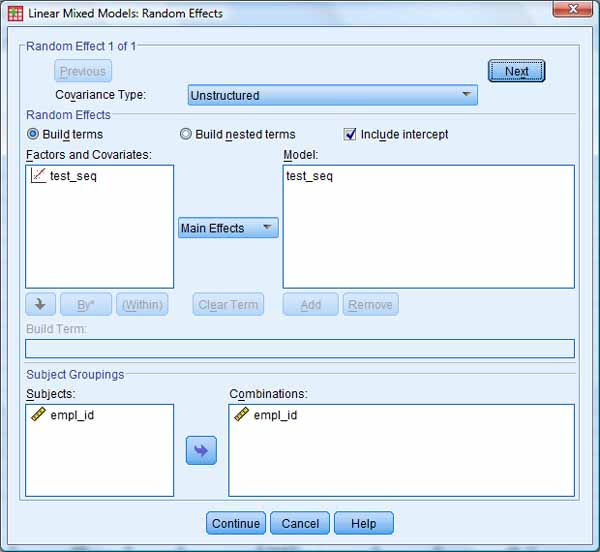 Linear Mixed Models: Random Effects
Random Effect 1 of 1
Previous
Next
Covariance Type:
Unstructured
Random Effects
Build terms
Build nested terms
Include intercept
Factors and Covariates:
Model:
test_seq
test_seq
Main Effects
By*
(Within)
Clear Term
Add
Remove
Build Term:
Subject Groupings
Subjects:
Combinations:
empl_id
empl_id
Continue
Cancel
Help